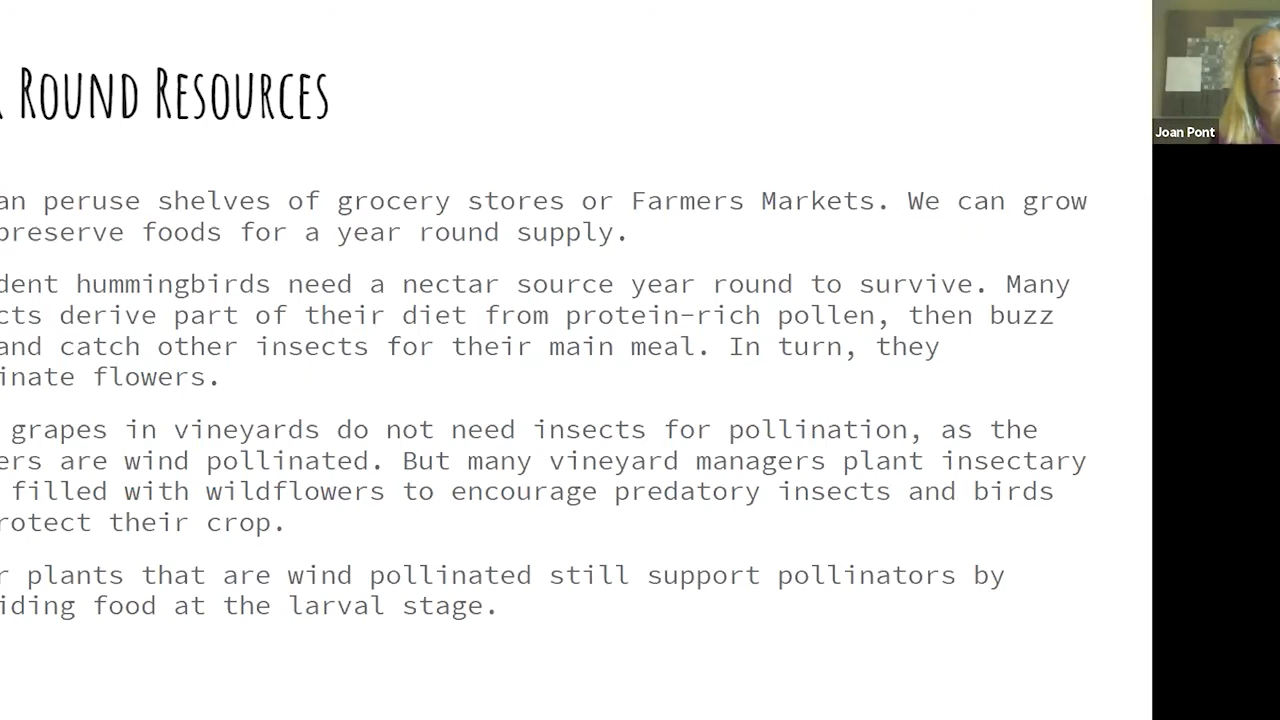 ROUND RESOURCES
Joan Pont
an peruse shelves of grocery stores or Farmers Markets. We can grow
preserve foods for a year round supply.
dent hummingbirds need a nectar source year round to survive. Many
cts derive part of their diet from protein-rich pollen, then buzz
and catch other insects for their main meal. In turn, they
inate flowers.
grapes in vineyards do not need insects for pollination, as the
ers are wind pollinated. But many vineyard managers plant insectary
filled with wildflowers to encourage predatory insects and birds
rotect their crop.
r plants that are wind pollinated still support pollinators by
iding food at the larval stage.